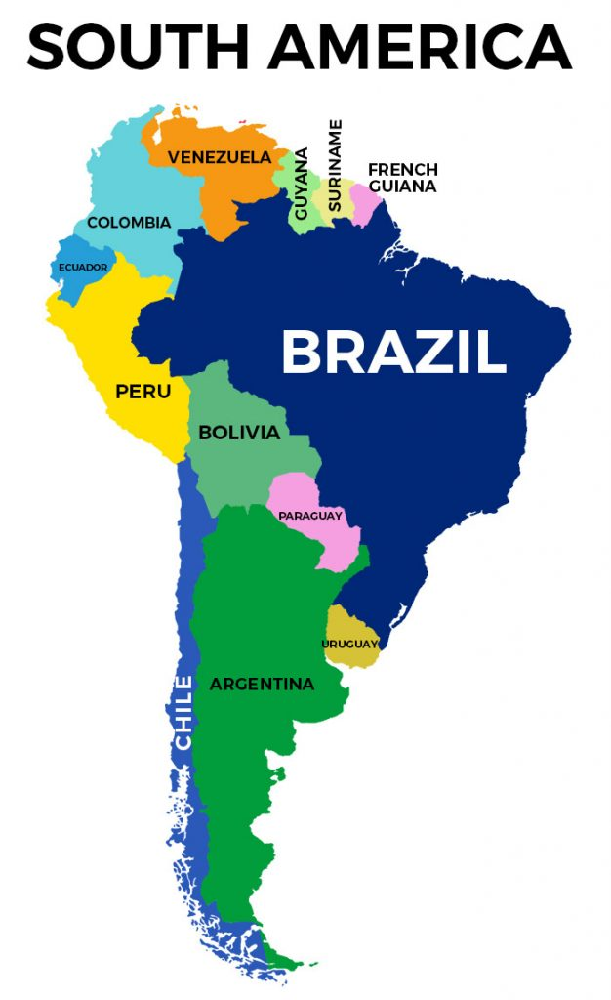 SOUTH AMERICA
VENEZUELA
GUYANA
SURINAME
FRENCH
GUIANA
COLOMBIA
ECUADOR
BRAZIL
PERU
BOLIVIA
PARAGUAY
URUGUAY
ARGENTINA
CHILE